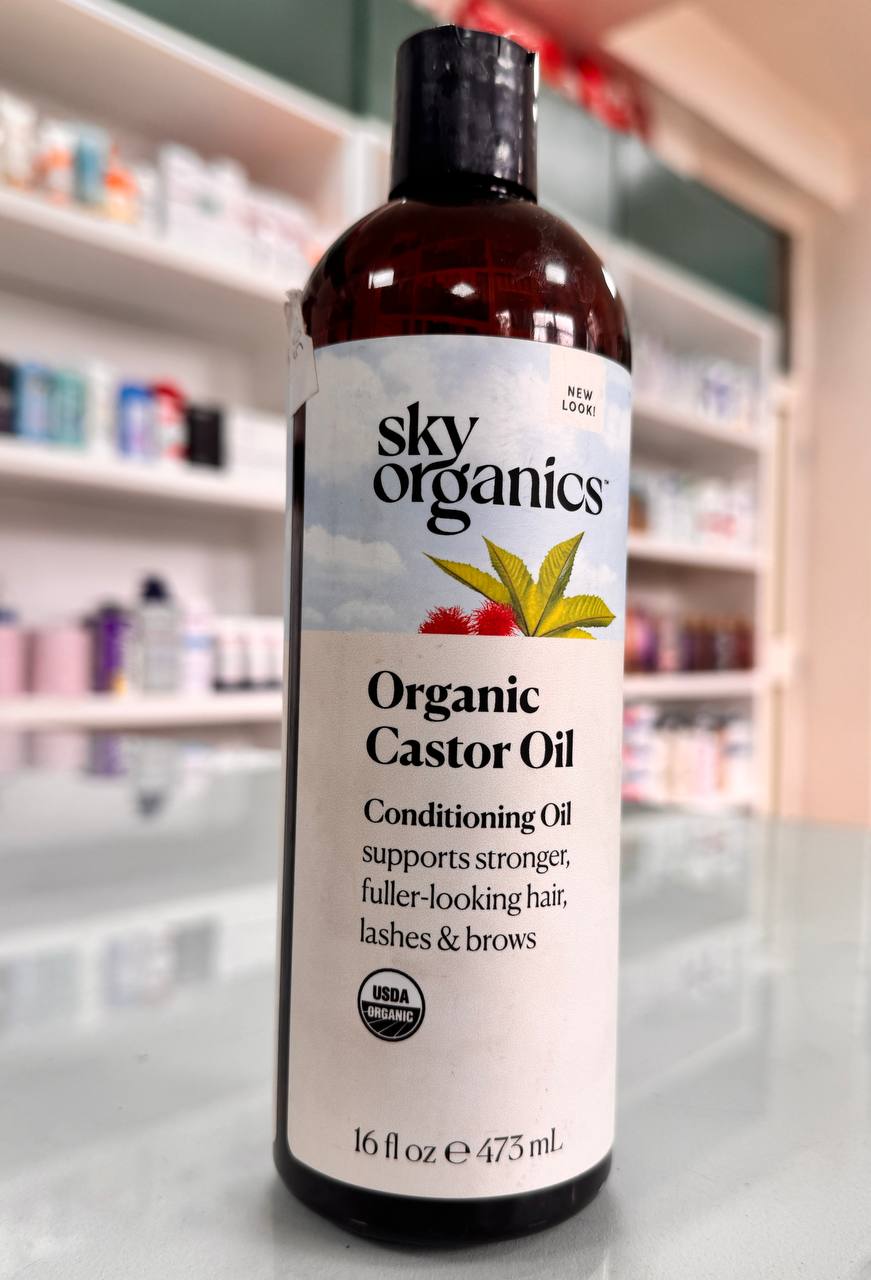 NEW
LOOK!
sky
organics™
Organic
Castor Oil
Conditioning Oil
supports stronger,
fuller-looking hair,
lashes & brows
USDA
ORGANIC
16 fl oz ℮ 473 mL